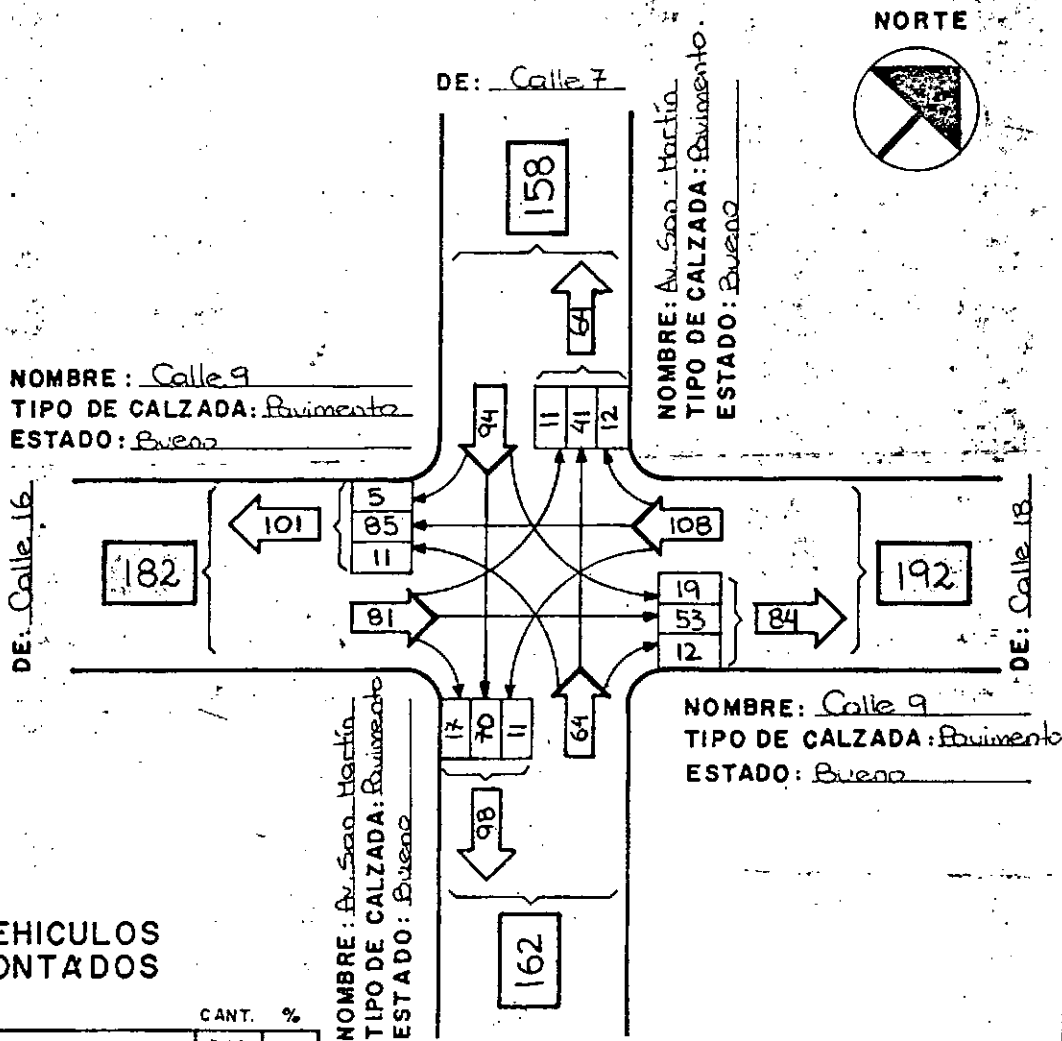 NORTE
DE: Calle 7
158
64
NOMBRE: Av. San Martín
TIPO DE CALZADA: Pavimento.
ESTADO: Bueno
NOMBRE: Calle 9
TIPO DE CALZADA: Pavimento
ESTADO: Bueno
94
11 41 12
DE: Calle 16
182
101
5
85
11
108
192
DE: Calle 18
81
19
53
12
84
17 70 11
64
98
162
NOMBRE: Calle 9
TIPO DE CALZADA: Pavimento
ESTADO: Bueno
NOMBRE: Av. San Martín
TIPO DE CALZADA: Pavimento
ESTADO: Bueno
EHICULOS
ONTADOS
CANT. %